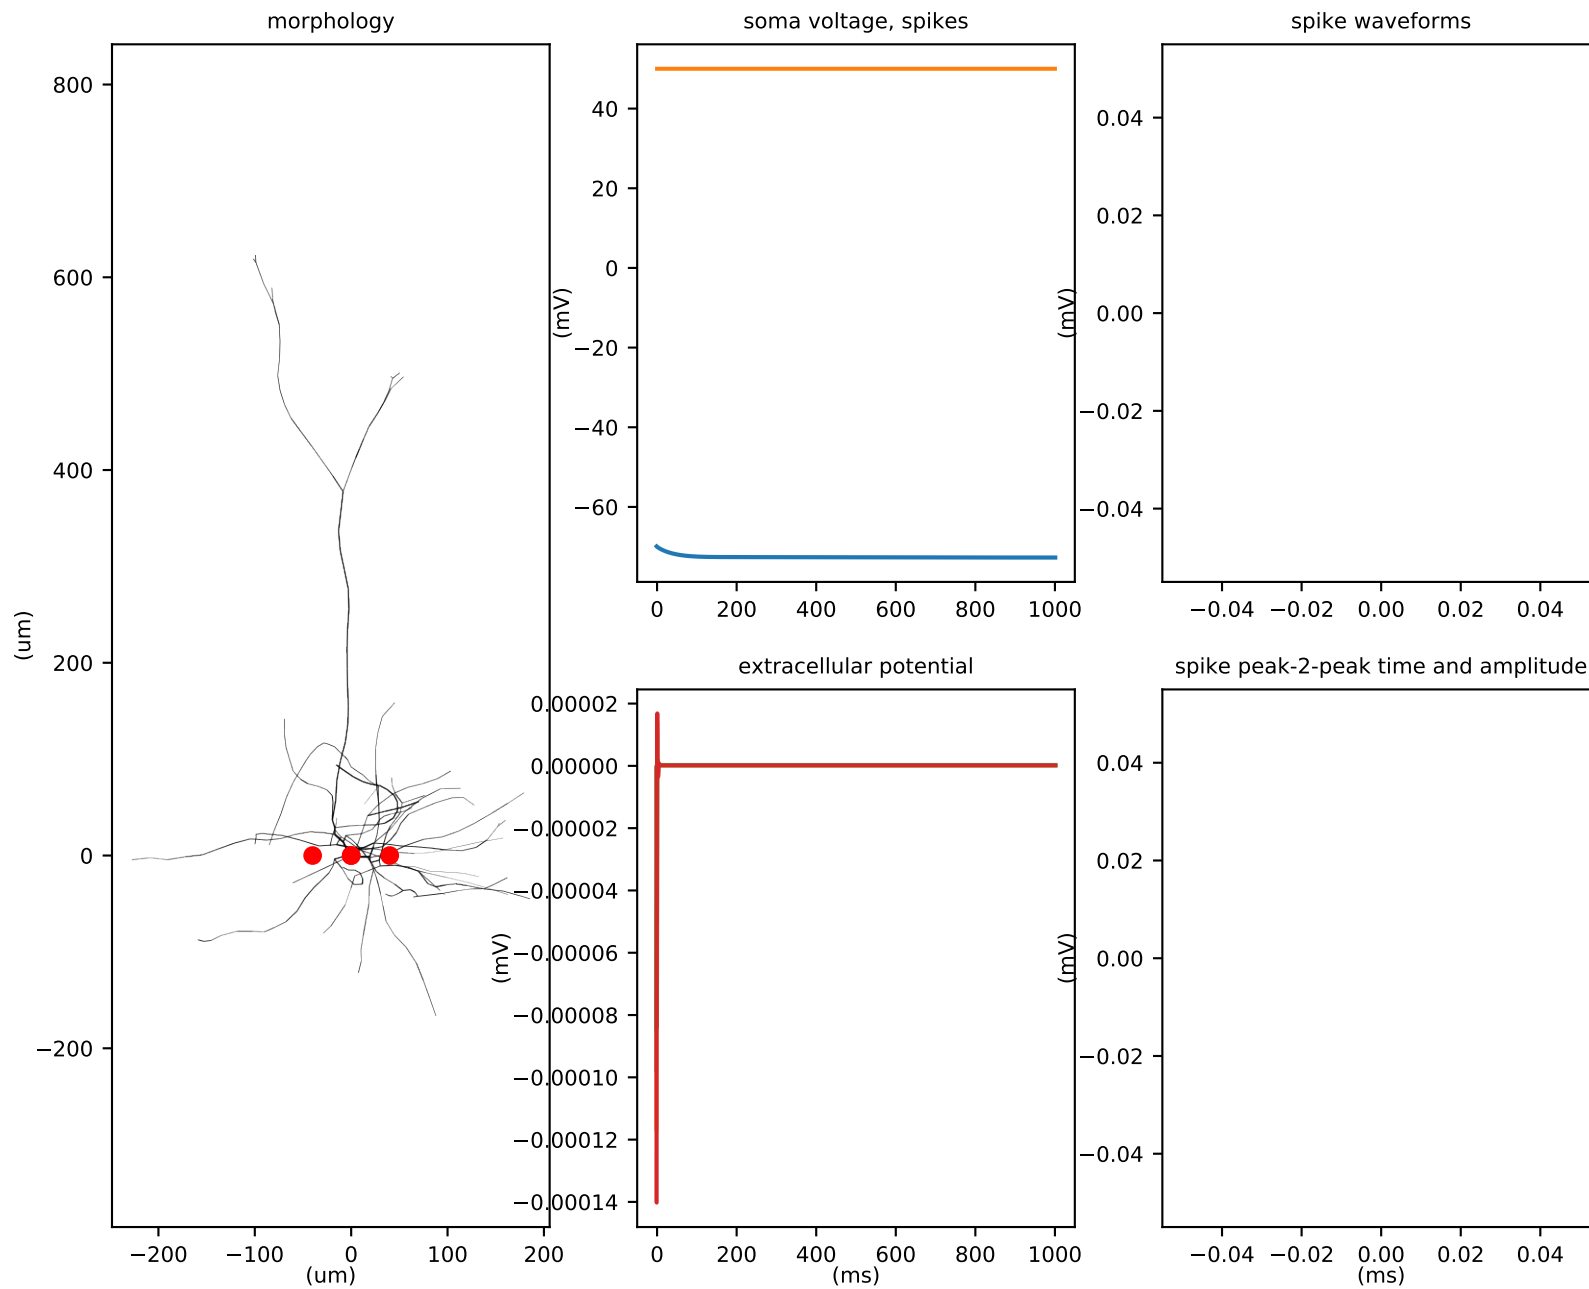 morphology
800
600
400
200
0
−200
(um)
−200 −100 0 100 200
(um)
soma voltage, spikes
40
20
0
−20
−40
−60
(mV)
0 200 400 600 800 1000
spike waveforms
0.04
0.02
0.00
−0.02
−0.04
(mV)
−0.04 −0.02 0.00 0.02 0.04
extracellular potential
0.00002
0.00000
−0.00002
−0.00004
−0.00006
−0.00008
−0.00010
−0.00012
−0.00014
(mV)
0 200 400 600 800 1000
(ms)
spike peak-2-peak time and amplitude
0.04
0.02
0.00
−0.02
−0.04
(mV)
−0.04 −0.02 0.00 0.02 0.04
(ms)